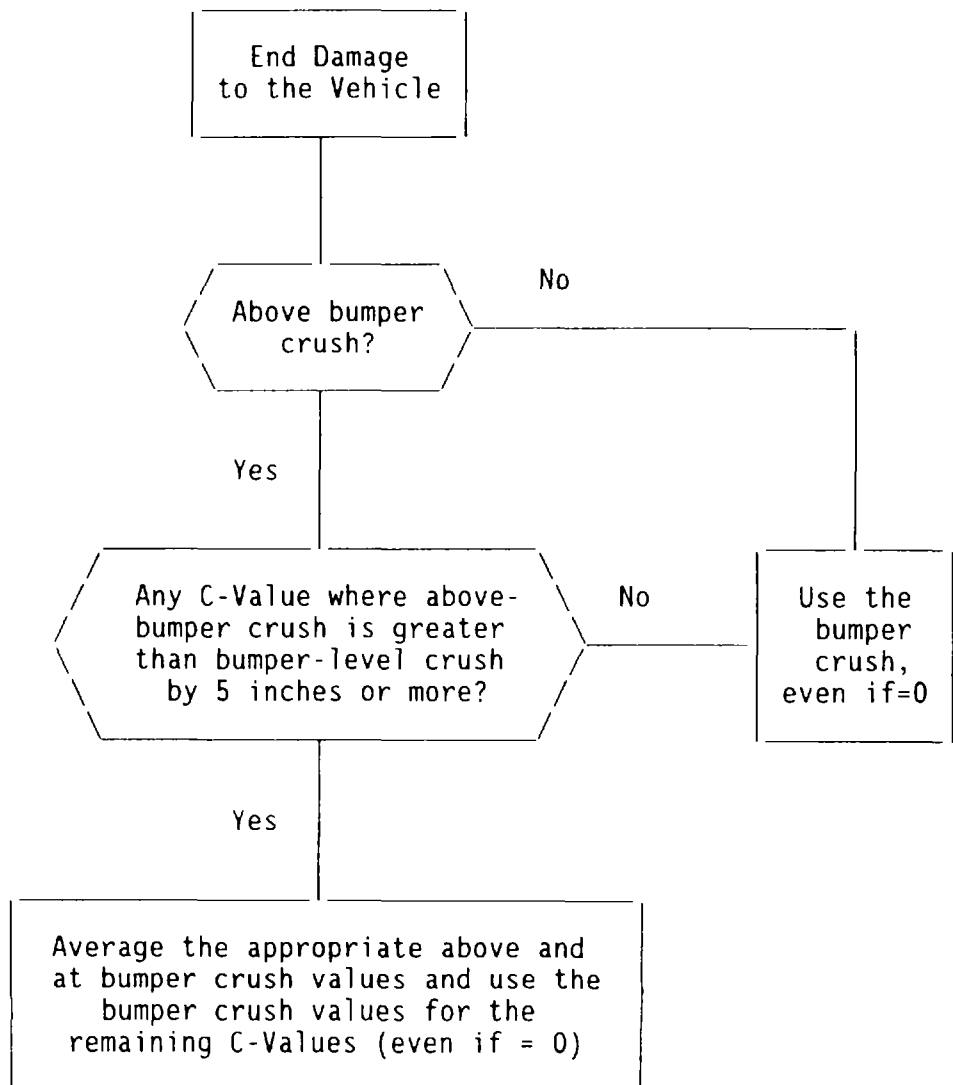 End Damage
to the Vehicle
No
Above bumper
crush?
Yes
Any C-Value where above-
bumper crush is greater
than bumper-level crush
by 5 inches or more?
No
Use the
bumper
crush,
even if=0
Yes
Average the appropriate above and
at bumper crush values and use the
bumper crush values for the
remaining C-Values (even if = 0)